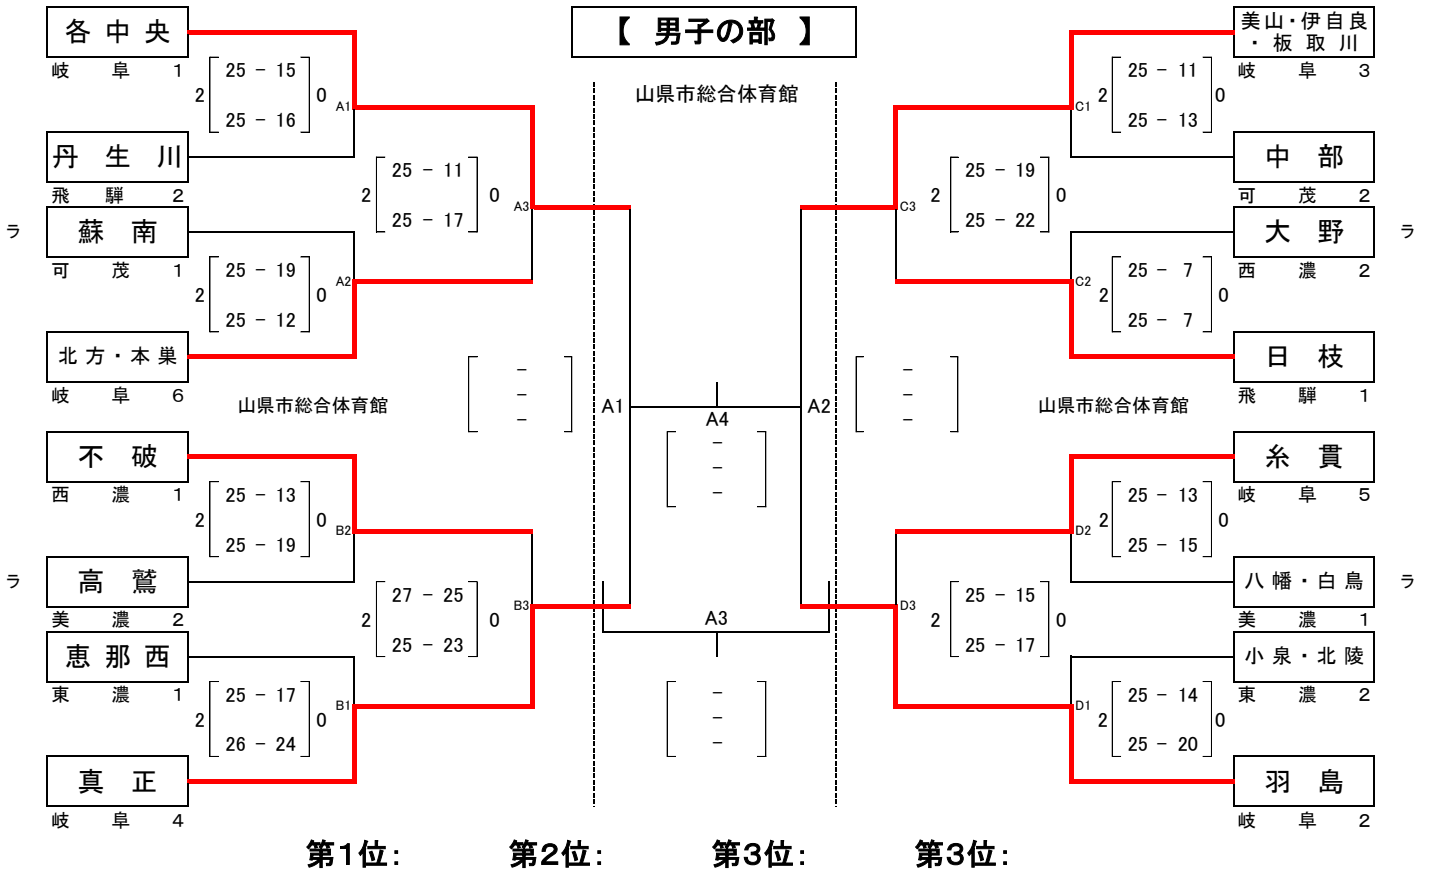 【 男子の部 】
山県市総合体育館
各中央
岐阜1
2
25 － 15
25 － 16
0
A1
丹生川
飛騨2
2
25 － 11
25 － 17
0
A3
ラ
蘇南
可茂1
2
25 － 19
25 － 12
0
A2
北方・本巣
岐阜6
山県市総合体育館
－
－
－
A1
不破
西濃1
2
25 － 13
25 － 19
0
B2
ラ
高鷲
美濃2
2
27 － 25
25 － 23
0
B3
恵那西
東濃1
2
25 － 17
26 － 24
0
B1
真正
岐阜4
A4
－
－
－
A3
－
－
－
美山・伊自良
・板取川
岐阜3
C1
2
25 － 11
25 － 13
0
中部
可茂2
C3
2
25 － 19
25 － 22
0
大野
ラ
西濃2
C2
2
25 － 7
25 － 7
0
日枝
飛騨1
A2
－
－
－
山県市総合体育館
糸貫
岐阜5
D2
2
25 － 13
25 － 15
0
八幡・白鳥
ラ
美濃1
D3
2
25 － 15
25 － 17
0
小泉・北陵
東濃2
D1
2
25 － 14
25 － 20
0
羽島
岐阜2
第1位： 第2位： 第3位： 第3位：